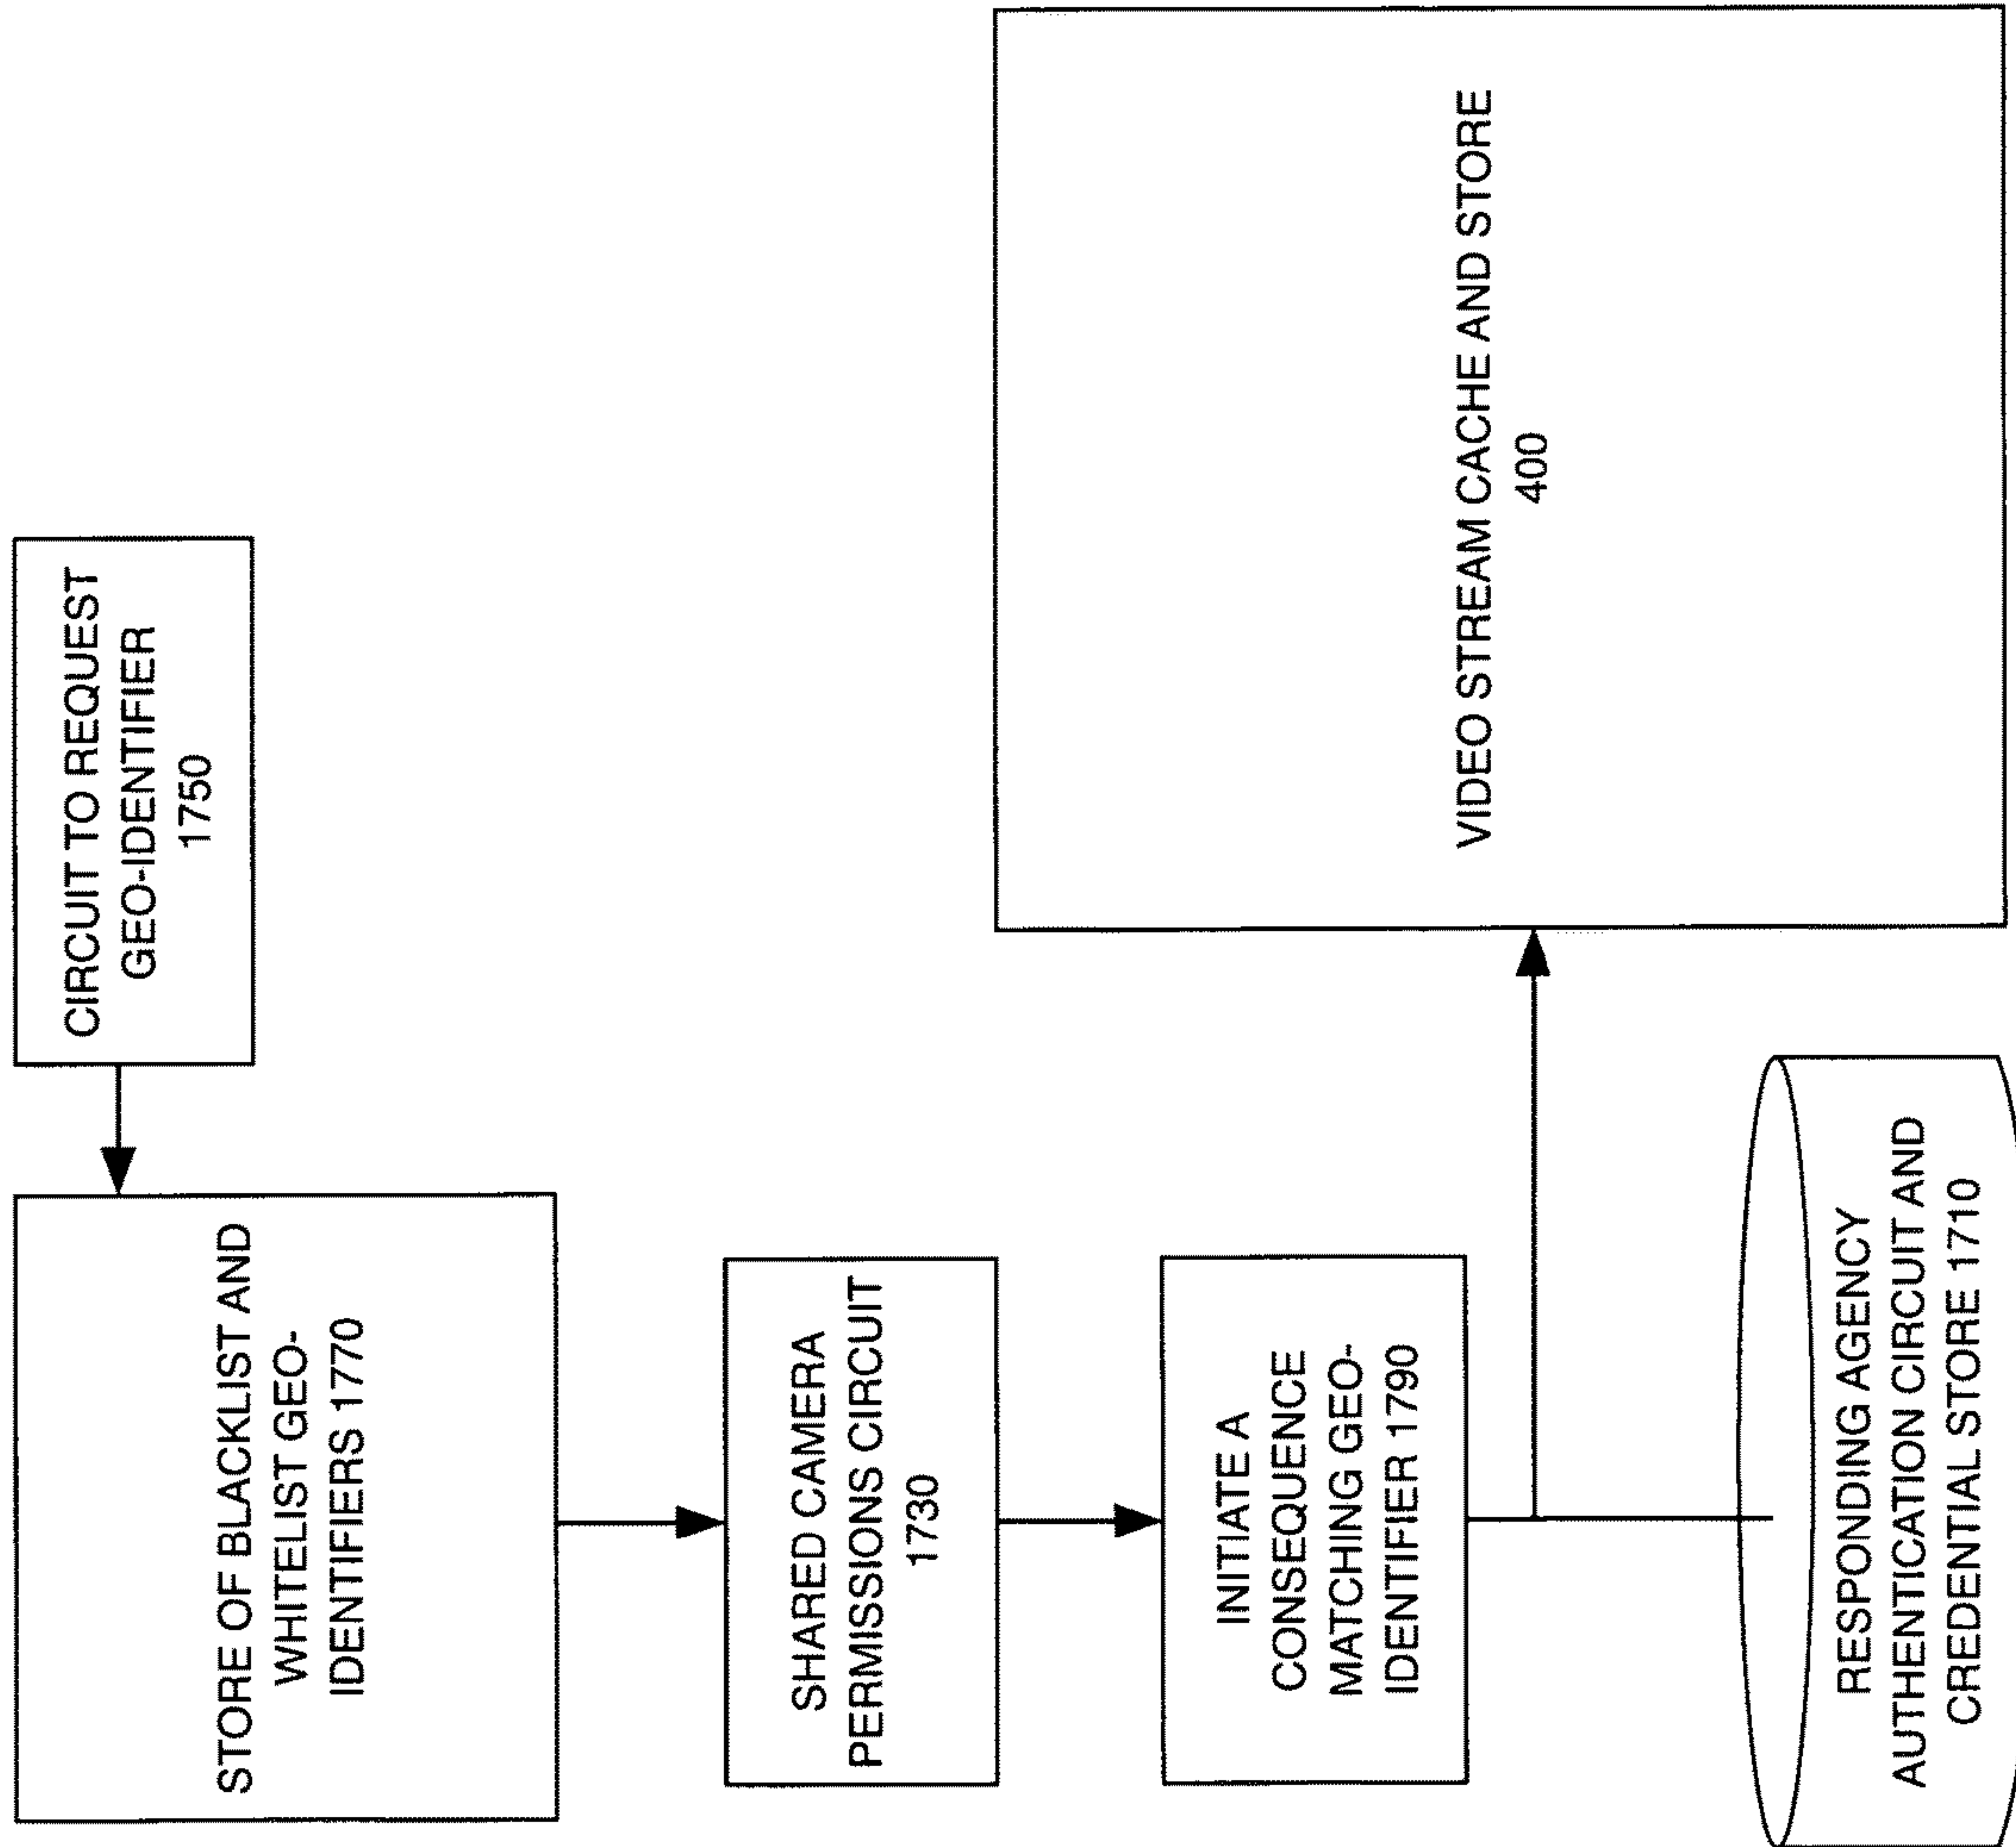 CIRCUIT TO REQUEST
GEO-IDENTIFIER
1750
STORE OF BLACKLIST AND
WHITELIST GEO-
IDENTIFIERS 1770
SHARED CAMERA
PERMISSIONS CIRCUIT
1730
INITIATE A
CONSEQUENCE
MATCHING GEO-
IDENTIFIER 1790
VIDEO STREAM CACHE AND STORE
400
RESPONDING AGENCY
AUTHENTICATION CIRCUIT AND
CREDENTIAL STORE 1710